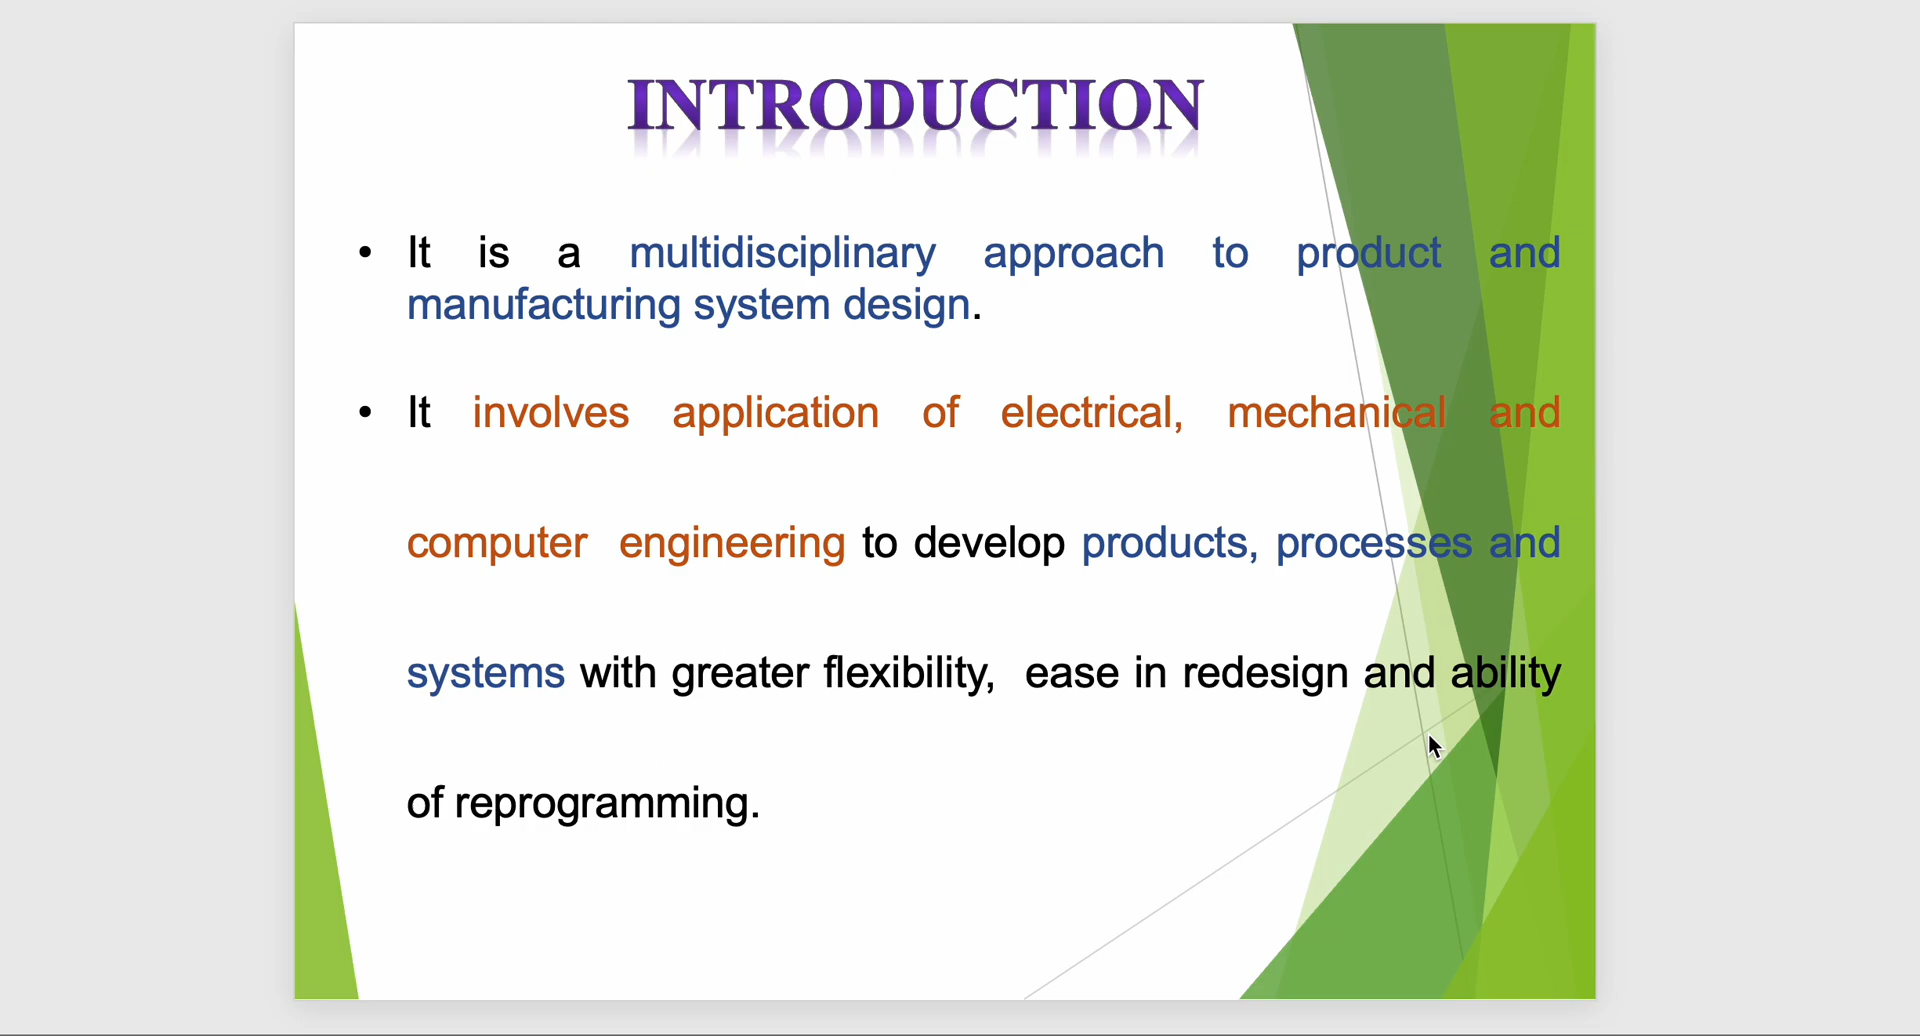 INTRODUCTION
• It is a multidisciplinary approach to product and
manufacturing system design.
• It involves application of electrical, mechanical and
computer engineering to develop products, processes and
systems with greater flexibility, ease in redesign and ability
of reprogramming.